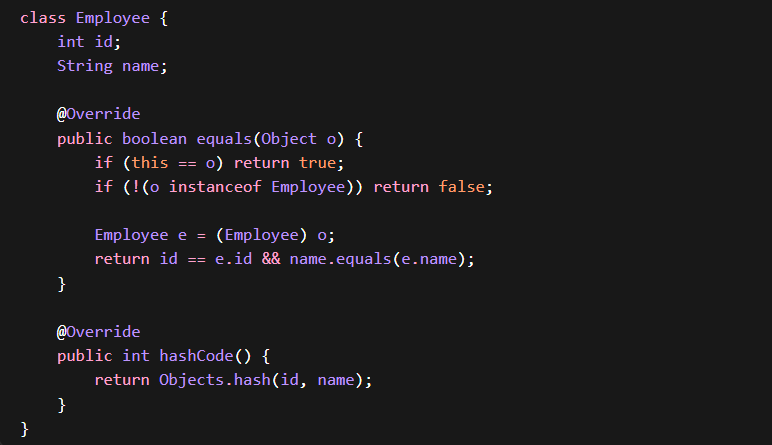 class Employee {
    int id;
    String name;

    @Override
    public boolean equals(Object o) {
        if (this == o) return true;
        if (!(o instanceof Employee)) return false;

        Employee e = (Employee) o;
        return id == e.id && name.equals(e.name);
    }

    @Override
    public int hashCode() {
        return Objects.hash(id, name);
    }
}